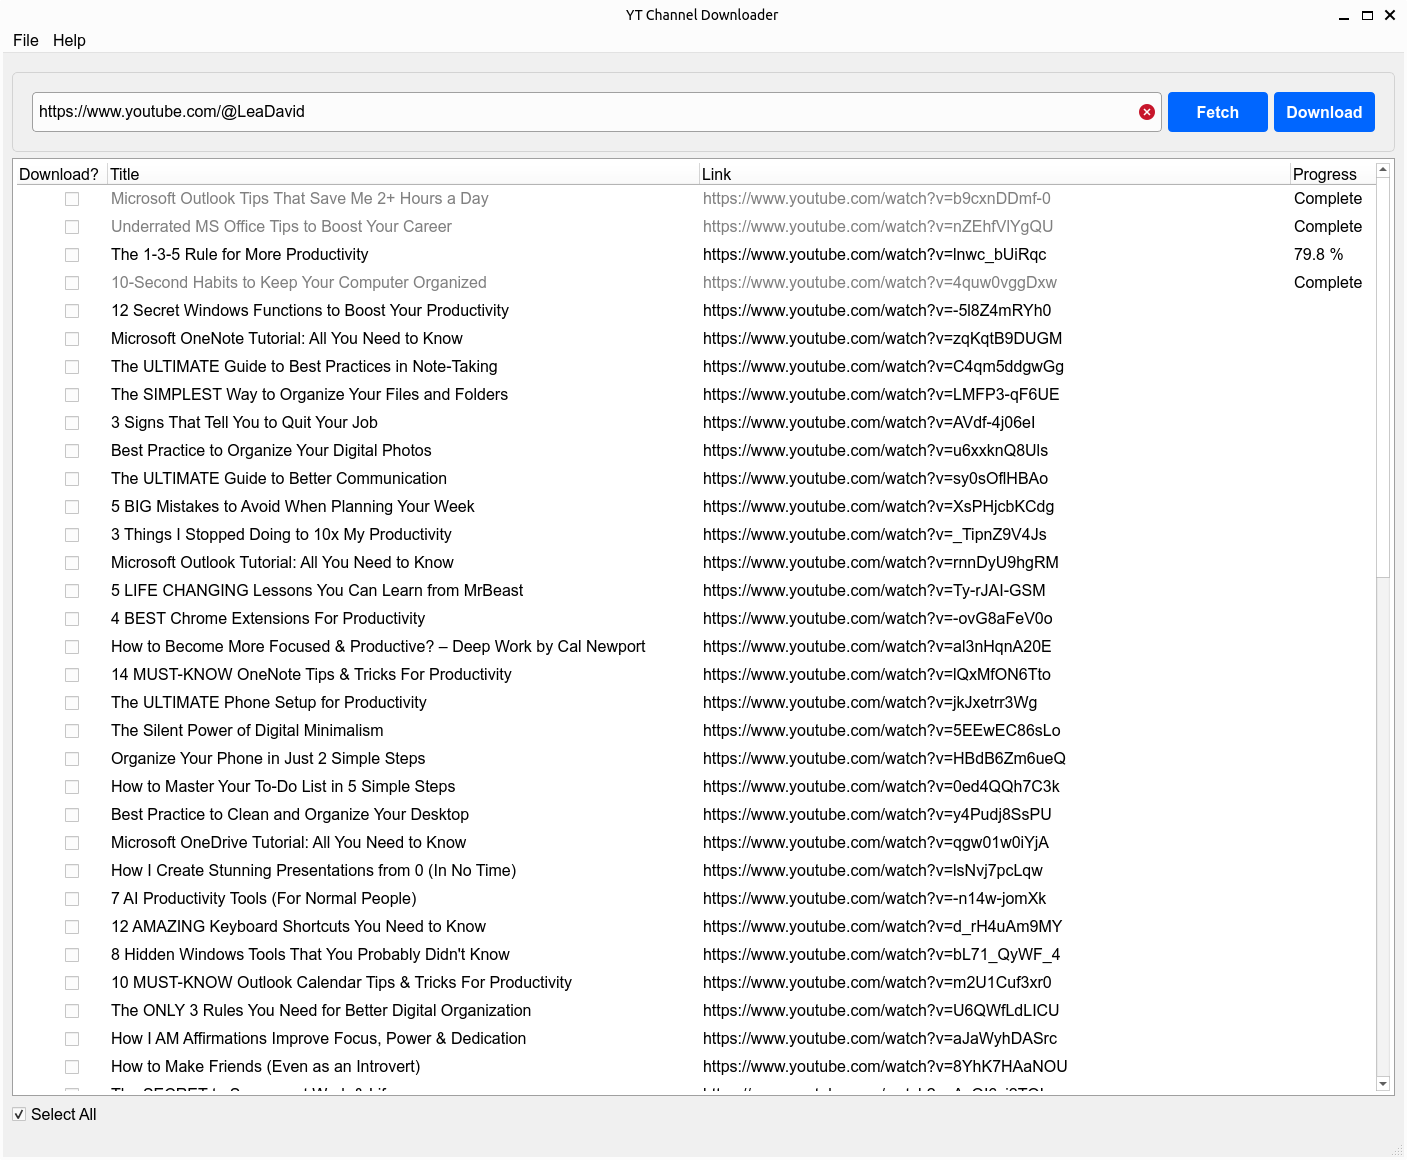 YT Channel Downloader
File Help
https://www.youtube.com/@LeaDavid Fetch Download
Download? Title Link Progress
Microsoft Outlook Tips That Save Me 2+ Hours a Day https://www.youtube.com/watch?v=b9cxnDDmf-0 Complete
Underrated MS Office Tips to Boost Your Career https://www.youtube.com/watch?v=nZEhfVlYgQU Complete
The 1-3-5 Rule for More Productivity https://www.youtube.com/watch?v=lnwc_bUiRqc 79.8 %
10-Second Habits to Keep Your Computer Organized https://www.youtube.com/watch?v=4quw0vggDxw Complete
12 Secret Windows Functions to Boost Your Productivity https://www.youtube.com/watch?v=-5l8Z4mRYh0
Microsoft OneNote Tutorial: All You Need to Know https://www.youtube.com/watch?v=zqKqtB9DUGM
The ULTIMATE Guide to Best Practices in Note-Taking https://www.youtube.com/watch?v=C4qm5ddgwGg
The SIMPLEST Way to Organize Your Files and Folders https://www.youtube.com/watch?v=LMFP3-qF6UE
3 Signs That Tell You to Quit Your Job https://www.youtube.com/watch?v=AVdf-4j06eI
Best Practice to Organize Your Digital Photos https://www.youtube.com/watch?v=u6xxknQ8UIs
The ULTIMATE Guide to Better Communication https://www.youtube.com/watch?v=sy0sOflHBAo
5 BIG Mistakes to Avoid When Planning Your Week https://www.youtube.com/watch?v=XsPHjcbKCdg
3 Things I Stopped Doing to 10x My Productivity https://www.youtube.com/watch?v=_TipnZ9V4Js
Microsoft Outlook Tutorial: All You Need to Know https://www.youtube.com/watch?v=rnnDyU9hgRM
5 LIFE CHANGING Lessons You Can Learn from MrBeast https://www.youtube.com/watch?v=Ty-rJAI-GSM
4 BEST Chrome Extensions For Productivity https://www.youtube.com/watch?v=-ovG8aFeV0o
How to Become More Focused & Productive? – Deep Work by Cal Newport https://www.youtube.com/watch?v=al3nHqnA20E
14 MUST-KNOW OneNote Tips & Tricks For Productivity https://www.youtube.com/watch?v=lQxMfON6Tto
The ULTIMATE Phone Setup for Productivity https://www.youtube.com/watch?v=jkJxetrr3Wg
The Silent Power of Digital Minimalism https://www.youtube.com/watch?v=5EEwEC86sLo
Organize Your Phone in Just 2 Simple Steps https://www.youtube.com/watch?v=HBdB6Zm6ueQ
How to Master Your To-Do List in 5 Simple Steps https://www.youtube.com/watch?v=0ed4QQh7C3k
Best Practice to Clean and Organize Your Desktop https://www.youtube.com/watch?v=y4Pudj8SsPU
Microsoft OneDrive Tutorial: All You Need to Know https://www.youtube.com/watch?v=qgw01w0iYjA
How I Create Stunning Presentations from 0 (In No Time) https://www.youtube.com/watch?v=lsNvj7pcLqw
7 AI Productivity Tools (For Normal People) https://www.youtube.com/watch?v=-n14w-jomXk
12 AMAZING Keyboard Shortcuts You Need to Know https://www.youtube.com/watch?v=d_rH4uAm9MY
8 Hidden Windows Tools That You Probably Didn't Know https://www.youtube.com/watch?v=bL71_QyWF_4
10 MUST-KNOW Outlook Calendar Tips & Tricks For Productivity https://www.youtube.com/watch?v=m2U1Cuf3xr0
The ONLY 3 Rules You Need for Better Digital Organization https://www.youtube.com/watch?v=U6QWfLdLICU
How I AM Affirmations Improve Focus, Power & Dedication https://www.youtube.com/watch?v=aJaWyhDASrc
How to Make Friends (Even as an Introvert) https://www.youtube.com/watch?v=8YhK7HAaNOU
Select All